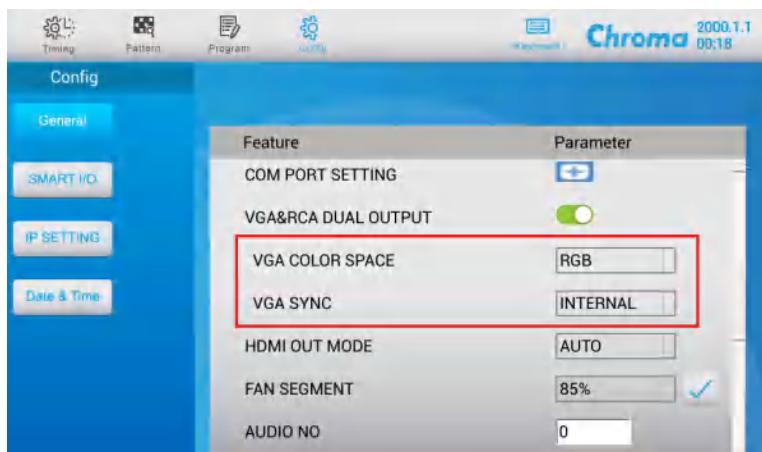 Chroma 2000.1.1
00:18
Timing Pattern Program Config
Config
General
SMART I/O
IP SETTING
Date & Time
Feature Parameter
COM PORT SETTING
VGA&RCA DUAL OUTPUT
VGA COLOR SPACE RGB
VGA SYNC INTERNAL
HDMI OUT MODE AUTO
FAN SEGMENT 85%
AUDIO NO 0